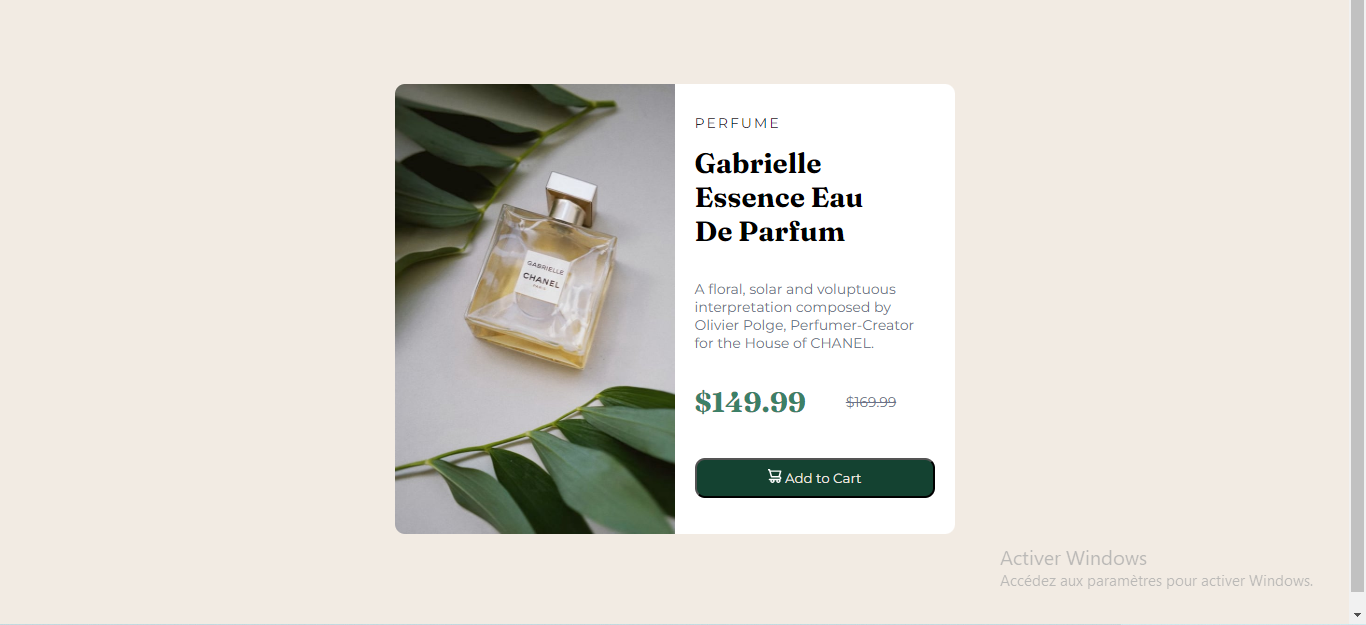 PERFUME
Gabrielle
Essence Eau
De Parfum
GABRIELLE
CHANEL
PARIS
A floral, solar and voluptuous
interpretation composed by
Olivier Polge, Perfumer-Creator
for the House of CHANEL.
$149.99 $169.99
Add to Cart
Activer Windows
Accédez aux paramètres pour activer Windows.